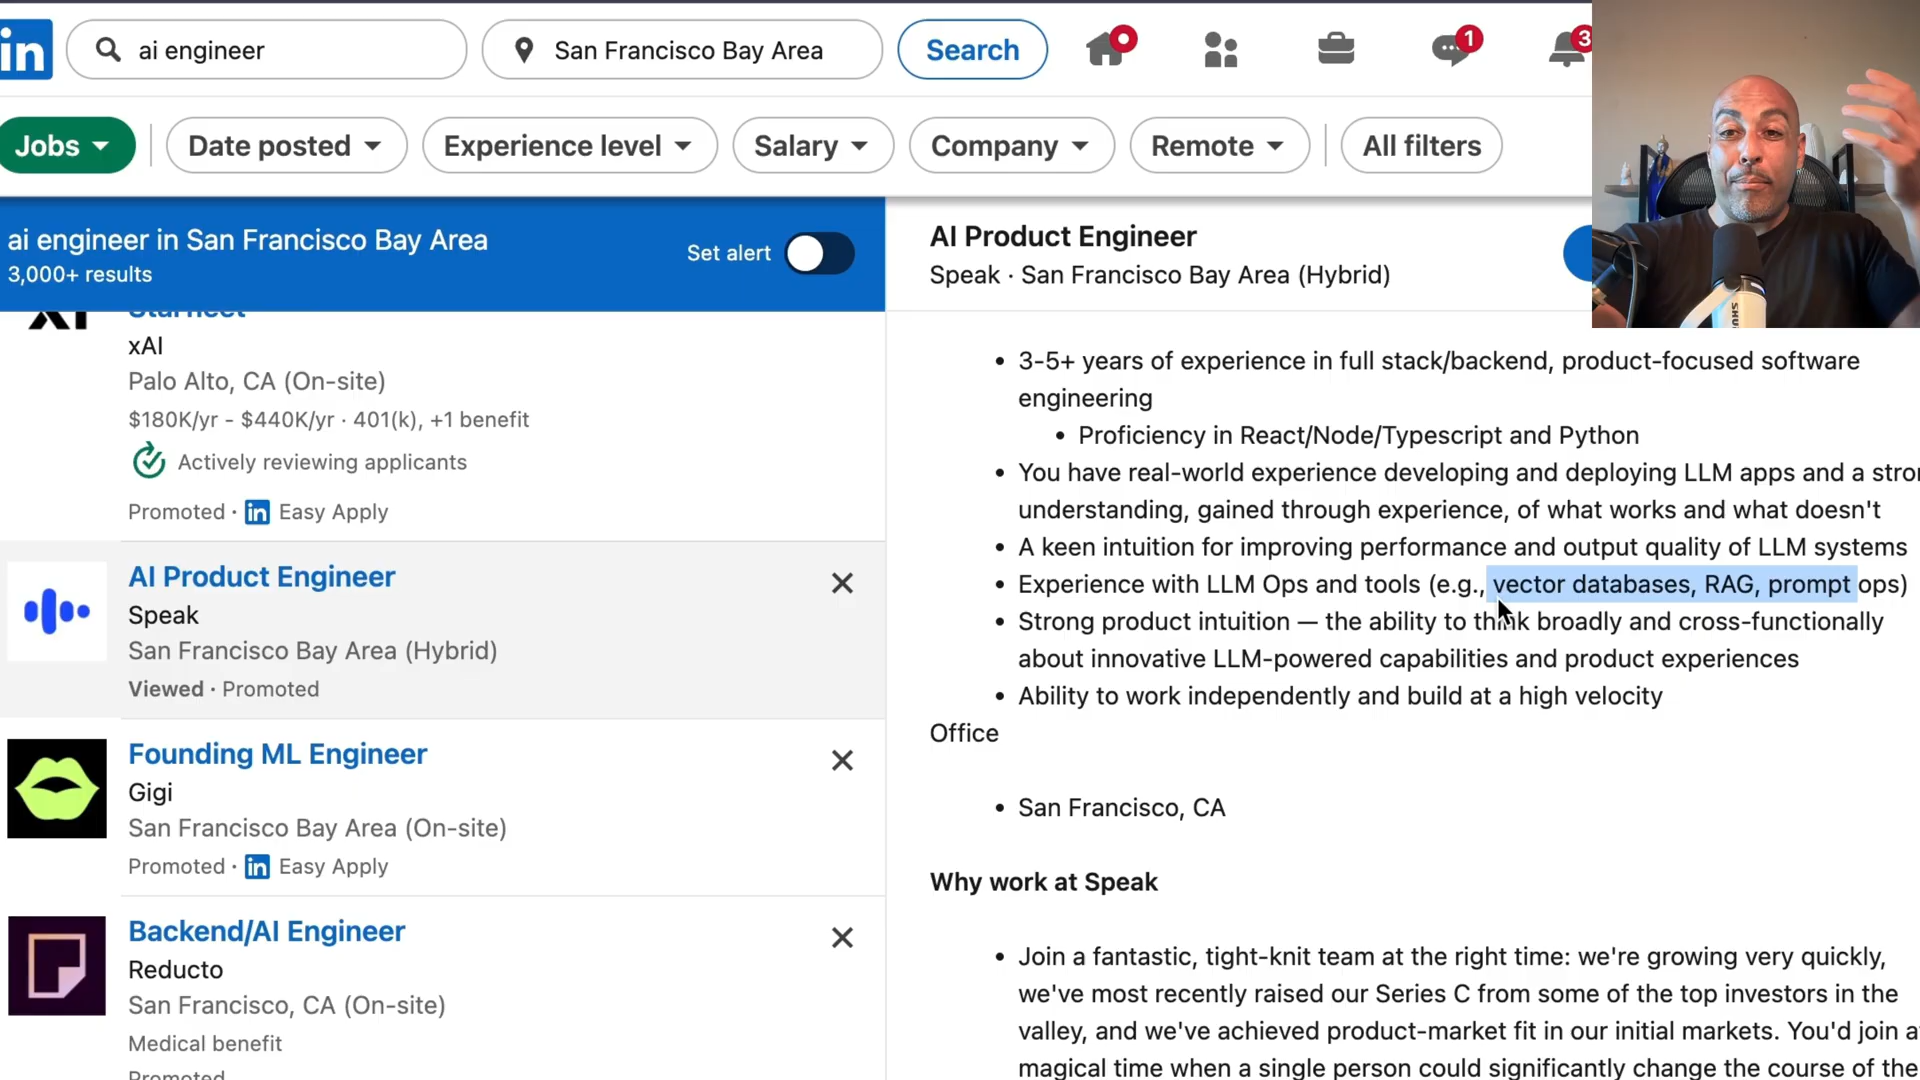 in
ai engineer
San Francisco Bay Area
Search
1
3
Jobs
Date posted
Experience level
Salary
Company
Remote
All filters
ai engineer in San Francisco Bay Area
3,000+ results
Set alert
xAI
Palo Alto, CA (On-site)
$180K/yr - $440K/yr · 401(k), +1 benefit
Actively reviewing applicants
Promoted · in Easy Apply
AI Product Engineer
Speak
San Francisco Bay Area (Hybrid)
Viewed · Promoted
Founding ML Engineer
Gigi
San Francisco Bay Area (On-site)
Promoted · in Easy Apply
Backend/AI Engineer
Reducto
San Francisco, CA (On-site)
Medical benefit
Promoted
AI Product Engineer
Speak · San Francisco Bay Area (Hybrid)
• 3-5+ years of experience in full stack/backend, product-focused software
engineering
• Proficiency in React/Node/Typescript and Python
• You have real-world experience developing and deploying LLM apps and a
understanding, gained through experience, of what works and what doesn't
• A keen intuition for improving performance and output quality of LLM systems
• Experience with LLM Ops and tools (e.g., vector databases, RAG, prompt ops)
• Strong product intuition — the ability to think broadly and cross-functionally
about innovative LLM-powered capabilities and product experiences
• Ability to work independently and build at a high velocity
Office
• San Francisco, CA
Why work at Speak
• Join a fantastic, tight-knit team at the right time: we're growing very quickly,
we've most recently raised our Series C from some of the top investors in the
valley, and we've achieved product-market fit in our initial markets. You'd join
magical time when a single person could significantly change the course of the